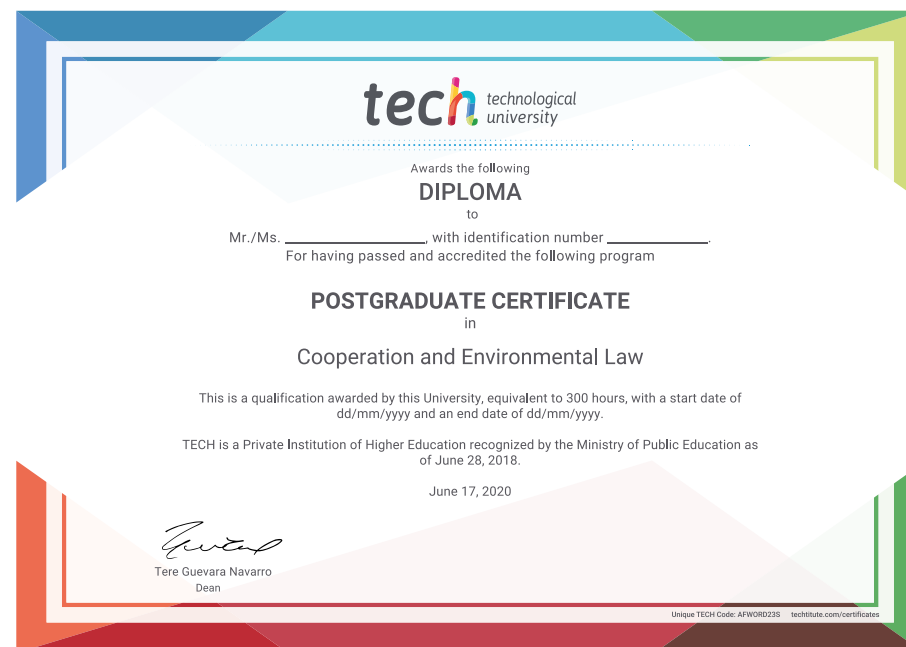 tech technological
university
Awards the following
DIPLOMA
to
Mr./Ms. ____________________, with identification number ______________.
For having passed and accredited the following program
POSTGRADUATE CERTIFICATE
in
Cooperation and Environmental Law
This is a qualification awarded by this University, equivalent to 300 hours, with a start date of
dd/mm/yyyy and an end date of dd/mm/yyyy.
TECH is a Private Institution of Higher Education recognized by the Ministry of Public Education as
of June 28, 2018.
June 17, 2020
Tere Guevara Navarro
Dean
Unique TECH Code: AFWORD23S techtitute.com/certificates